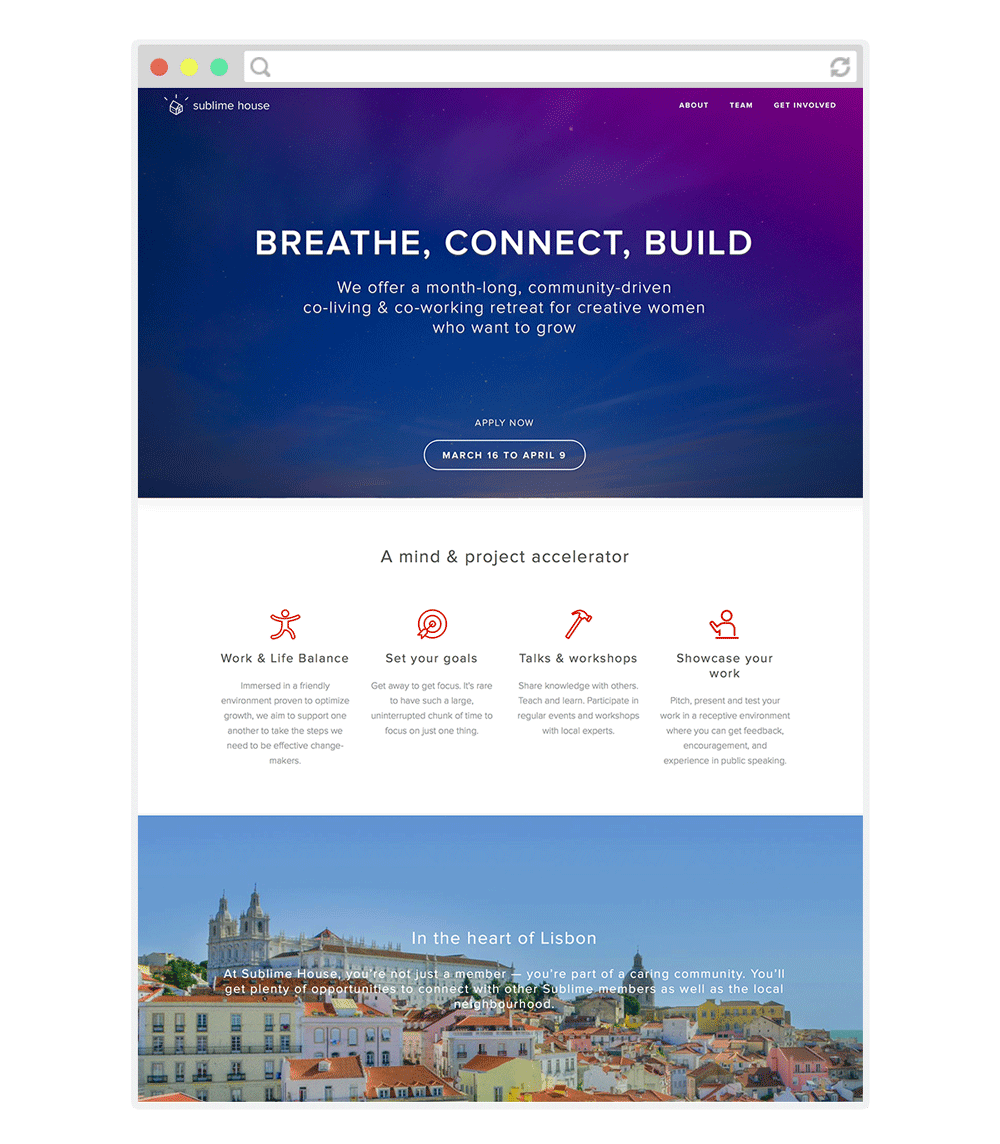 sublime house
ABOUT TEAM GET INVOLVED
BREATHE, CONNECT, BUILD
We offer a month-long, community-driven
co-living & co-working retreat for creative women
who want to grow
APPLY NOW
MARCH 16 TO APRIL 9
A mind & project accelerator
Work & Life Balance
Immersed in a friendly
environment proven to optimize
growth, we aim to support one
another to take the steps we
need to be effective change-
makers.
Set your goals
Get away to get focus. It's rare
to have such a large,
uninterrupted chunk of time to
focus on just one thing.
Talks & workshops
Share knowledge with others.
Teach and learn. Participate in
regular events and workshops
with local experts.
Showcase your
work
Pitch, present and test your
work in a receptive environment
where you can get feedback,
encouragement, and
experience in public speaking.
In the heart of Lisbon
At Sublime House, you're not just a member — you're part of a caring community. You'll
get plenty of opportunities to connect with other Sublime members as well as the local
neighbourhood.